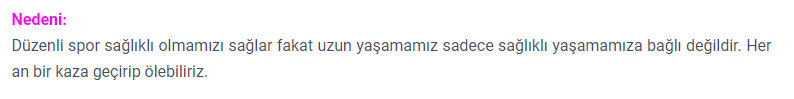 Nedeni:
Düzenli spor sağlıklı olmamızı sağlar fakat uzun yaşamamız sadece sağlıklı yaşamamıza bağlı değildir. Her
an bir kaza geçirip ölebiliriz.